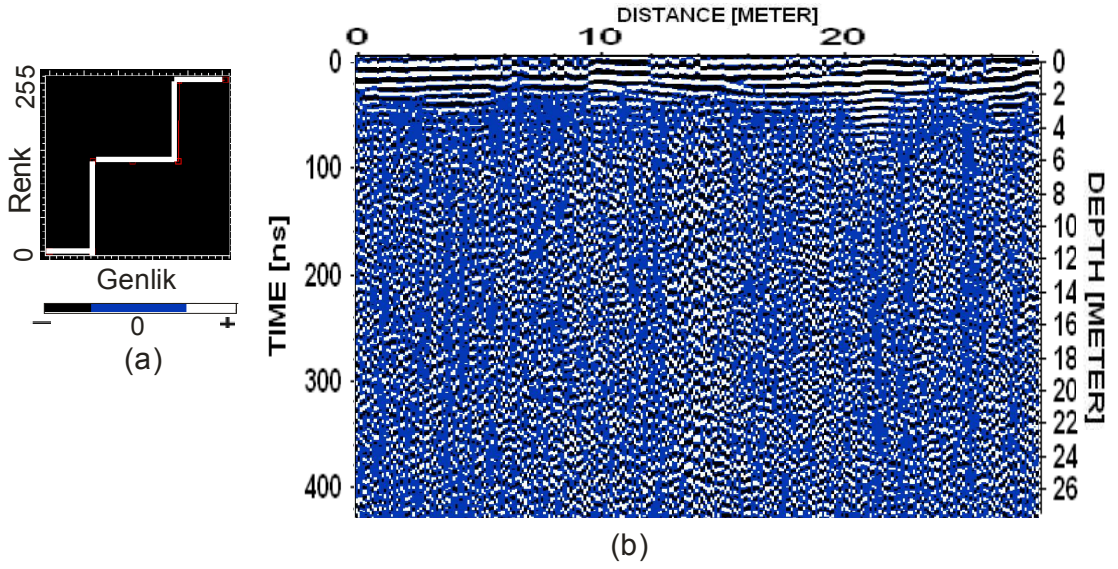 255
Renk
0
Genlik
− 0 +
(a)
DISTANCE [METER]
0 10 20
TIME [ns]
0
100
200
300
400
0
2
4
6
8
10
12
14
16
18
20
22
24
26
DEPTH [METER]
(b)